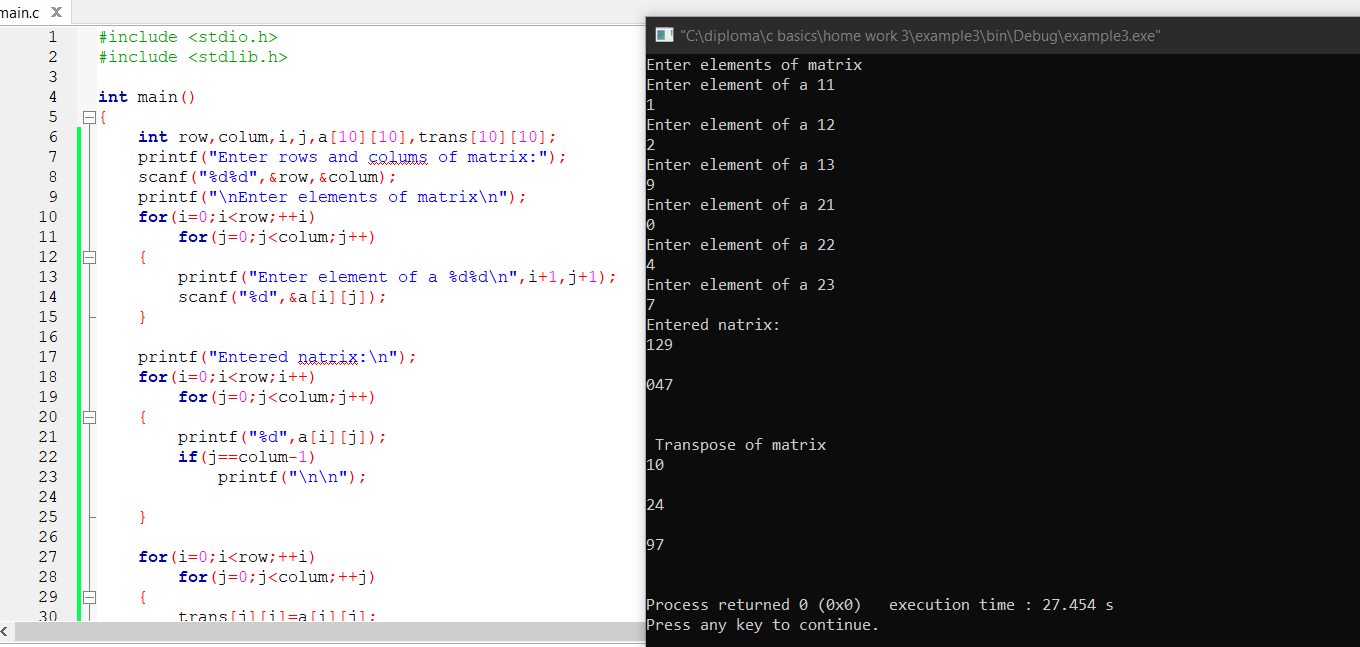 main.c
1 #include <stdio.h>
2 #include <stdlib.h>
3
4 int main()
5 {
6 int row,colum,i,j,a[10][10],trans[10][10];
7 printf("Enter rows and colums of matrix:");
8 scanf("%d%d",&row,&colum);
9 printf("\nEnter elements of matrix\n");
10 for(i=0;i<row;++i)
11 for(j=0;j<colum;j++)
12 {
13 printf("Enter element of a %d%d\n",i+1,j+1);
14 scanf("%d",&a[i][j]);
15 }
16
17 printf("Entered natrix:\n");
18 for(i=0;i<row;i++)
19 for(j=0;j<colum;j++)
20 {
21 printf("%d",a[i][j]);
22 if(j==colum-1)
23 printf("\n\n");
24
25 }
26
27 for(i=0;i<row;++i)
28 for(j=0;j<colum;++j)
29 {
30 trans[j][i]=a[i][j];
"C:\diploma\c basics\home work 3\example3\bin\Debug\example3.exe"
Enter elements of matrix
Enter element of a 11
1
Enter element of a 12
2
Enter element of a 13
9
Enter element of a 21
0
Enter element of a 22
4
Enter element of a 23
7
Entered natrix:
129
047
Transpose of matrix
10
24
97
Process returned 0 (0x0) execution time : 27.454 s
Press any key to continue.